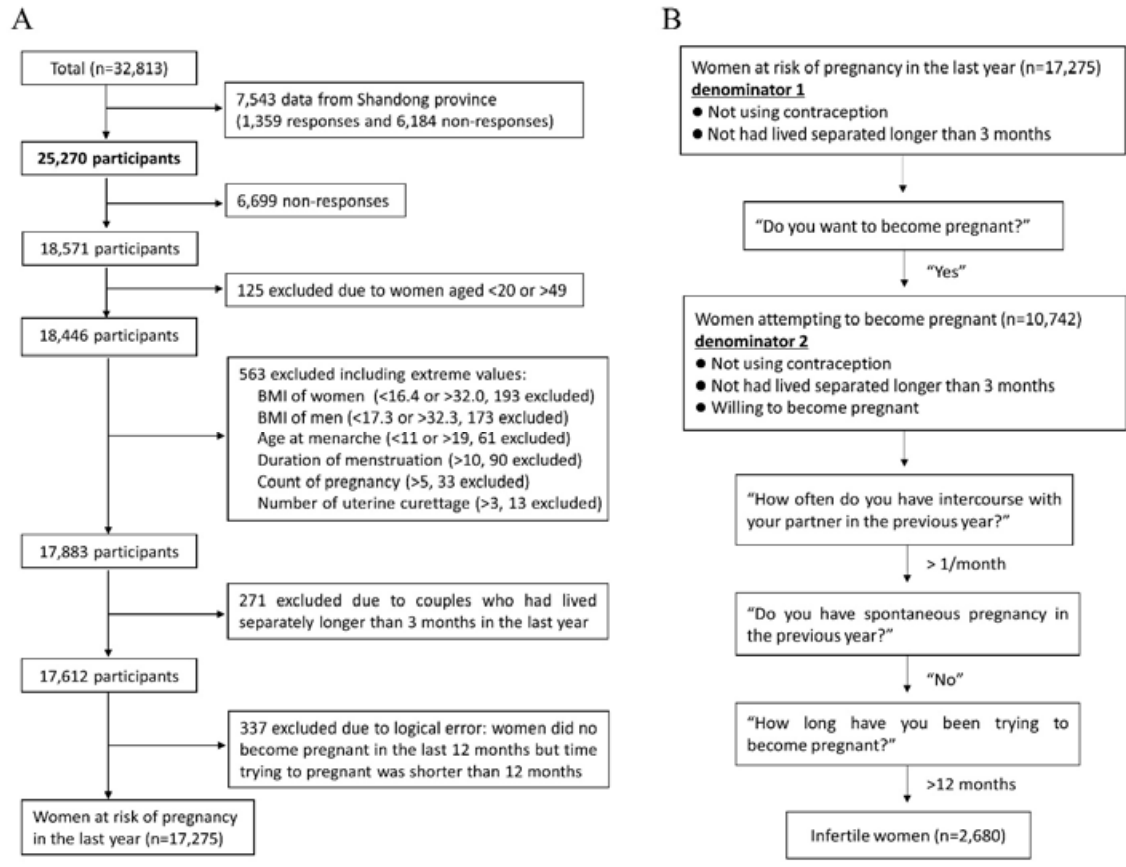 A
Total (n=32,813)
7,543 data from Shandong province
(1,359 responses and 6,184 non-responses)
25,270 participants
6,699 non-responses
18,571 participants
125 excluded due to women aged <20 or >49
18,446 participants
563 excluded including extreme values:
BMI of women (<16.4 or >32.0, 193 excluded)
BMI of men (<17.3 or >32.3, 173 excluded)
Age at menarche (<11 or >19, 61 excluded)
Duration of menstruation (>10, 90 excluded)
Count of pregnancy (>5, 33 excluded)
Number of uterine curettage (>3, 13 excluded)
17,883 participants
271 excluded due to couples who had lived
separately longer than 3 months in the last year
17,612 participants
337 excluded due to logical error: women did no
become pregnant in the last 12 months but time
trying to pregnant was shorter than 12 months
Women at risk of pregnancy
in the last year (n=17,275)
B
Women at risk of pregnancy in the last year (n=17,275)
denominator 1
● Not using contraception
● Not had lived separated longer than 3 months
“Do you want to become pregnant?”
“Yes”
Women attempting to become pregnant (n=10,742)
denominator 2
● Not using contraception
● Not had lived separated longer than 3 months
● Willing to become pregnant
“How often do you have intercourse with
your partner in the previous year?”
> 1/month
“Do you have spontaneous pregnancy in
the previous year?”
“No”
“How long have you been trying to
become pregnant?”
>12 months
Infertile women (n=2,680)